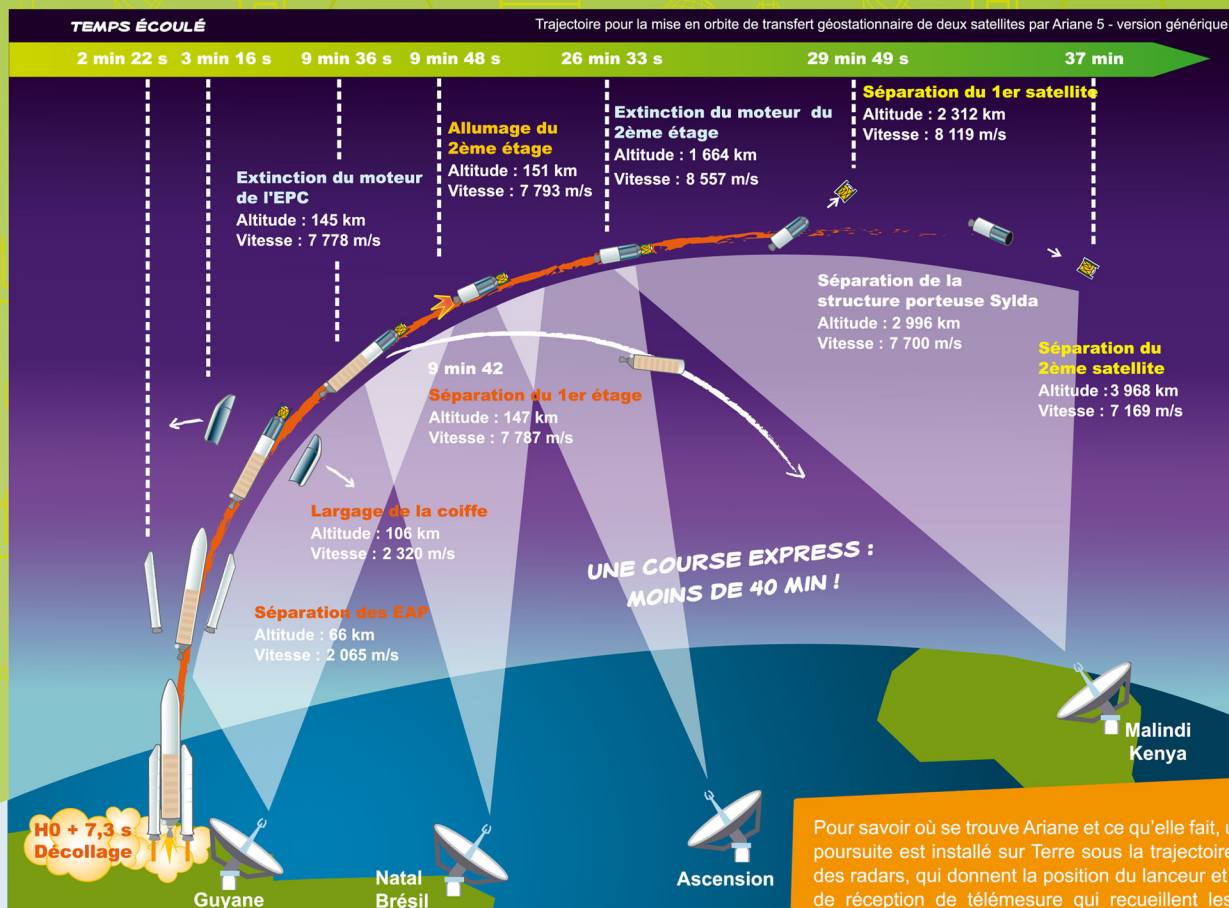 TEMPS ÉCOULÉ
Trajectoire pour la mise en orbite de transfert géostationnaire de deux satellites par Ariane 5 - version générique
2 min 22 s 3 min 16 s 9 min 36 s 9 min 48 s 26 min 33 s 29 min 49 s 37 min
Séparation du 1er satellite
Altitude : 2 312 km
Vitesse : 8 119 m/s
Extinction du moteur du
2ème étage
Altitude : 1 664 km
Vitesse : 8 557 m/s
Allumage du
2ème étage
Altitude : 151 km
Vitesse : 7 793 m/s
Extinction du moteur
de l'EPC
Altitude : 145 km
Vitesse : 7 778 m/s
Séparation de la
structure porteuse Sylda
Altitude : 2 996 km
Vitesse : 7 700 m/s
Séparation du
2ème satellite
Altitude :3 968 km
Vitesse : 7 169 m/s
9 min 42
Séparation du 1er étage
Altitude : 147 km
Vitesse : 7 787 m/s
Largage de la coiffe
Altitude : 106 km
Vitesse : 2 320 m/s
UNE COURSE EXPRESS :
MOINS DE 40 MIN !
Séparation des EAP
Altitude : 66 km
Vitesse : 2 065 m/s
H0 + 7,3 s
Décollage
Guyane
Natal
Brésil
Ascension
Malindi
Kenya
Pour savoir où se trouve Ariane et ce qu'elle fait,
poursuite est installé sur Terre sous la trajectoire
des radars, qui donnent la position du lanceur et
de réception de télémesure qui recueillent les